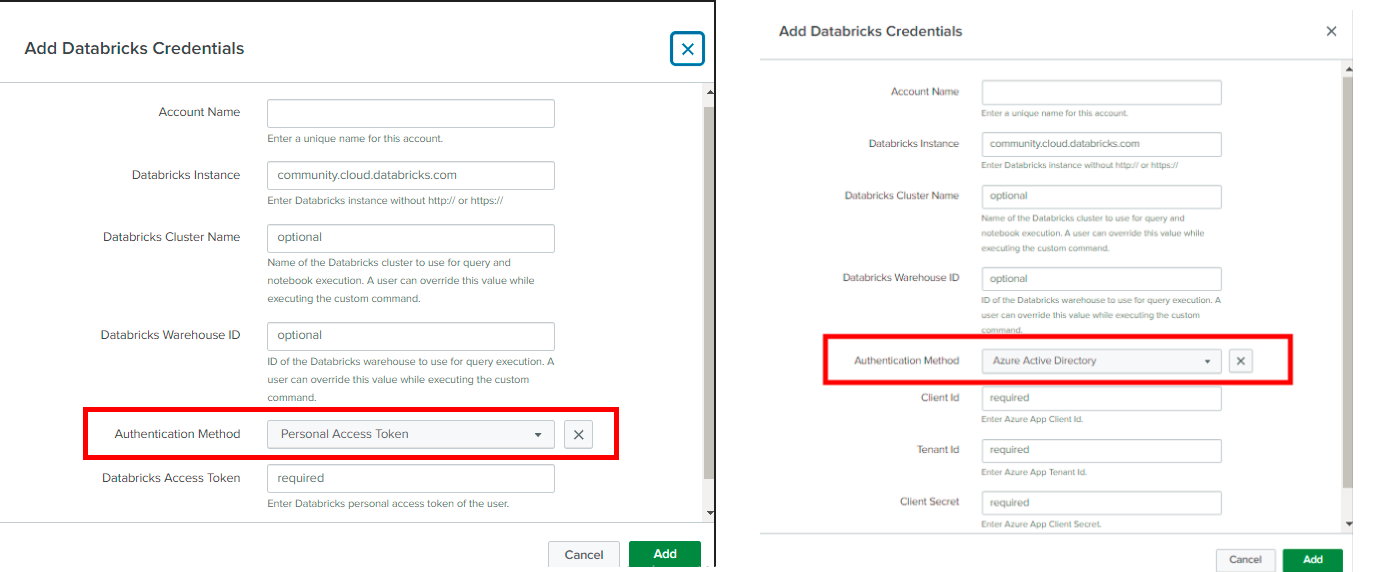 Add Databricks Credentials
Account Name
Enter a unique name for this account.
Databricks Instance
community.cloud.databricks.com
Enter Databricks instance without http:// or https://
Databricks Cluster Name
optional
Name of the Databricks cluster to use for query and
notebook execution. A user can override this value while
executing the custom command.
Databricks Warehouse ID
optional
ID of the Databricks warehouse to use for query execution. A
user can override this value while executing the custom
command.
Authentication Method
Personal Access Token
Databricks Access Token
required
Enter Databricks personal access token of the user.
Cancel
Add
Add Databricks Credentials
Account Name
Enter a unique name for this account.
Databricks Instance
community.cloud.databricks.com
Enter Databricks instance without http:// or https://
Databricks Cluster Name
optional
Name of the Databricks cluster to use for query and
notebook execution. A user can override this value while
executing the custom command.
Databricks Warehouse ID
optional
ID of the Databricks warehouse to use for query execution. A
user can override this value while executing the custom
command.
Authentication Method
Azure Active Directory
Client Id
required
Enter Azure App Client Id.
Tenant Id
required
Enter Azure App Tenant Id.
Client Secret
required
Enter Azure App Client Secret.
Cancel
Add